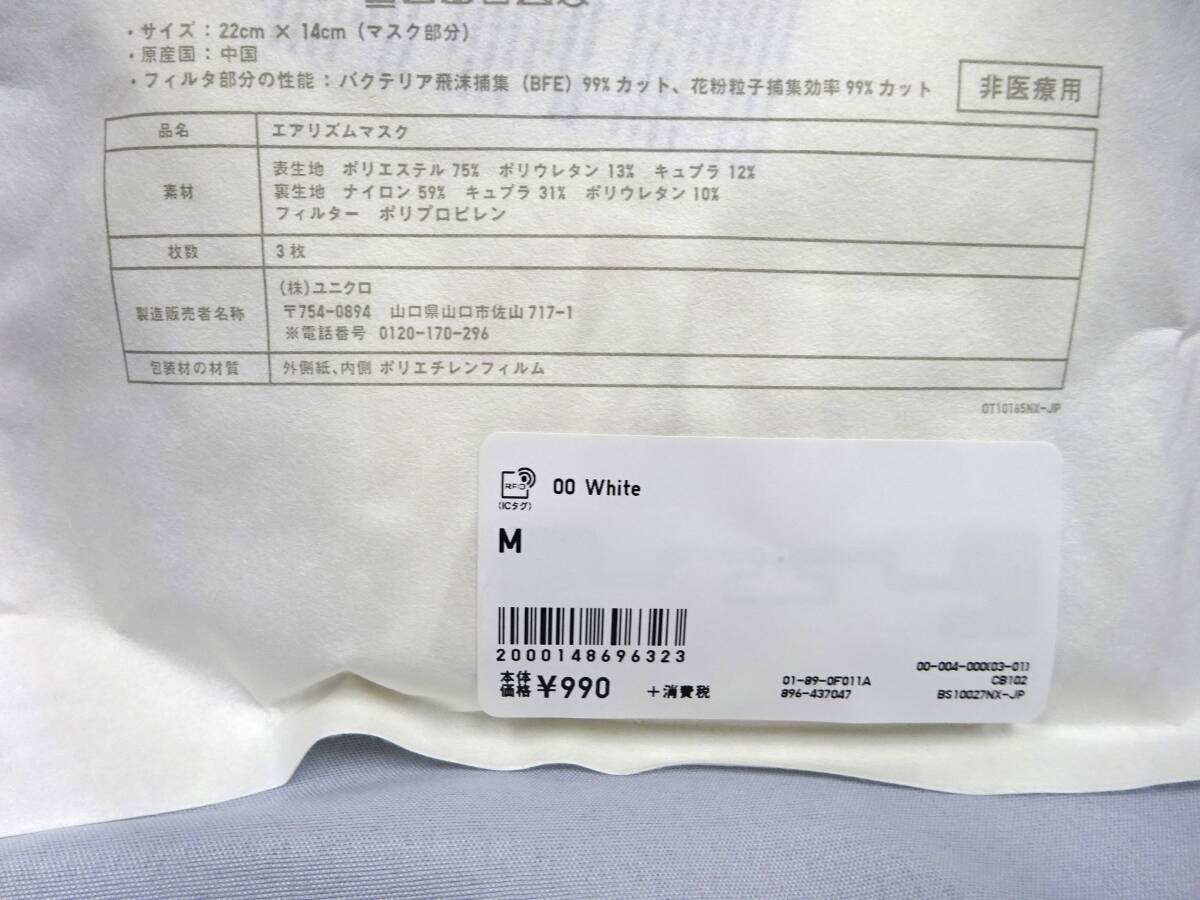 ・サイズ：22cm × 14cm（マスク部分）
・原産国：中国
・フィルタ部分の性能：バクテリア飛沫捕集（BFE）99% カット、花粉粒子捕集効率 99% カット
非医療用
品名 エアリズムマスク
素材 表生地 ポリエステル 75% ポリウレタン 13% キュプラ 12%
裏生地 ナイロン 59% キュプラ 31% ポリウレタン 10%
フィルター ポリプロピレン
枚数 3 枚
製造販売者名称 （株）ユニクロ
〒754-0894 山口県山口市佐山 717-1
※電話番号 0120-170-296
包装材の材質 外側紙、内側 ポリエチレンフィルム
OT10T65NX-JP
RFID
(ICタグ)
00 White
M
2000148696323
本体価格 ¥990 +消費税
01-89-0F011A
896-437047
00-004-000(03-01)
CB102
BS10027NX-JP